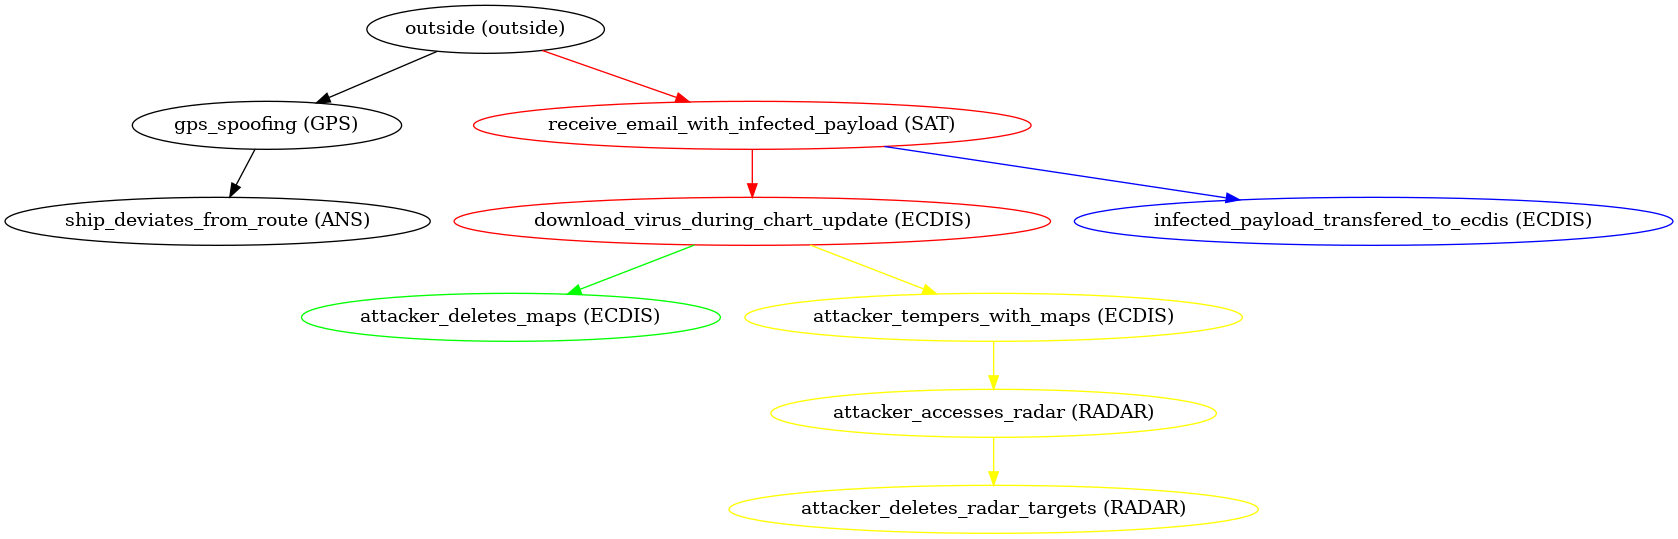 outside (outside)
gps_spoofing (GPS)
receive_email_with_infected_payload (SAT)
ship_deviates_from_route (ANS)
download_virus_during_chart_update (ECDIS)
infected_payload_transfered_to_ecdis (ECDIS)
attacker_deletes_maps (ECDIS)
attacker_tempers_with_maps (ECDIS)
attacker_accesses_radar (RADAR)
attacker_deletes_radar_targets (RADAR)